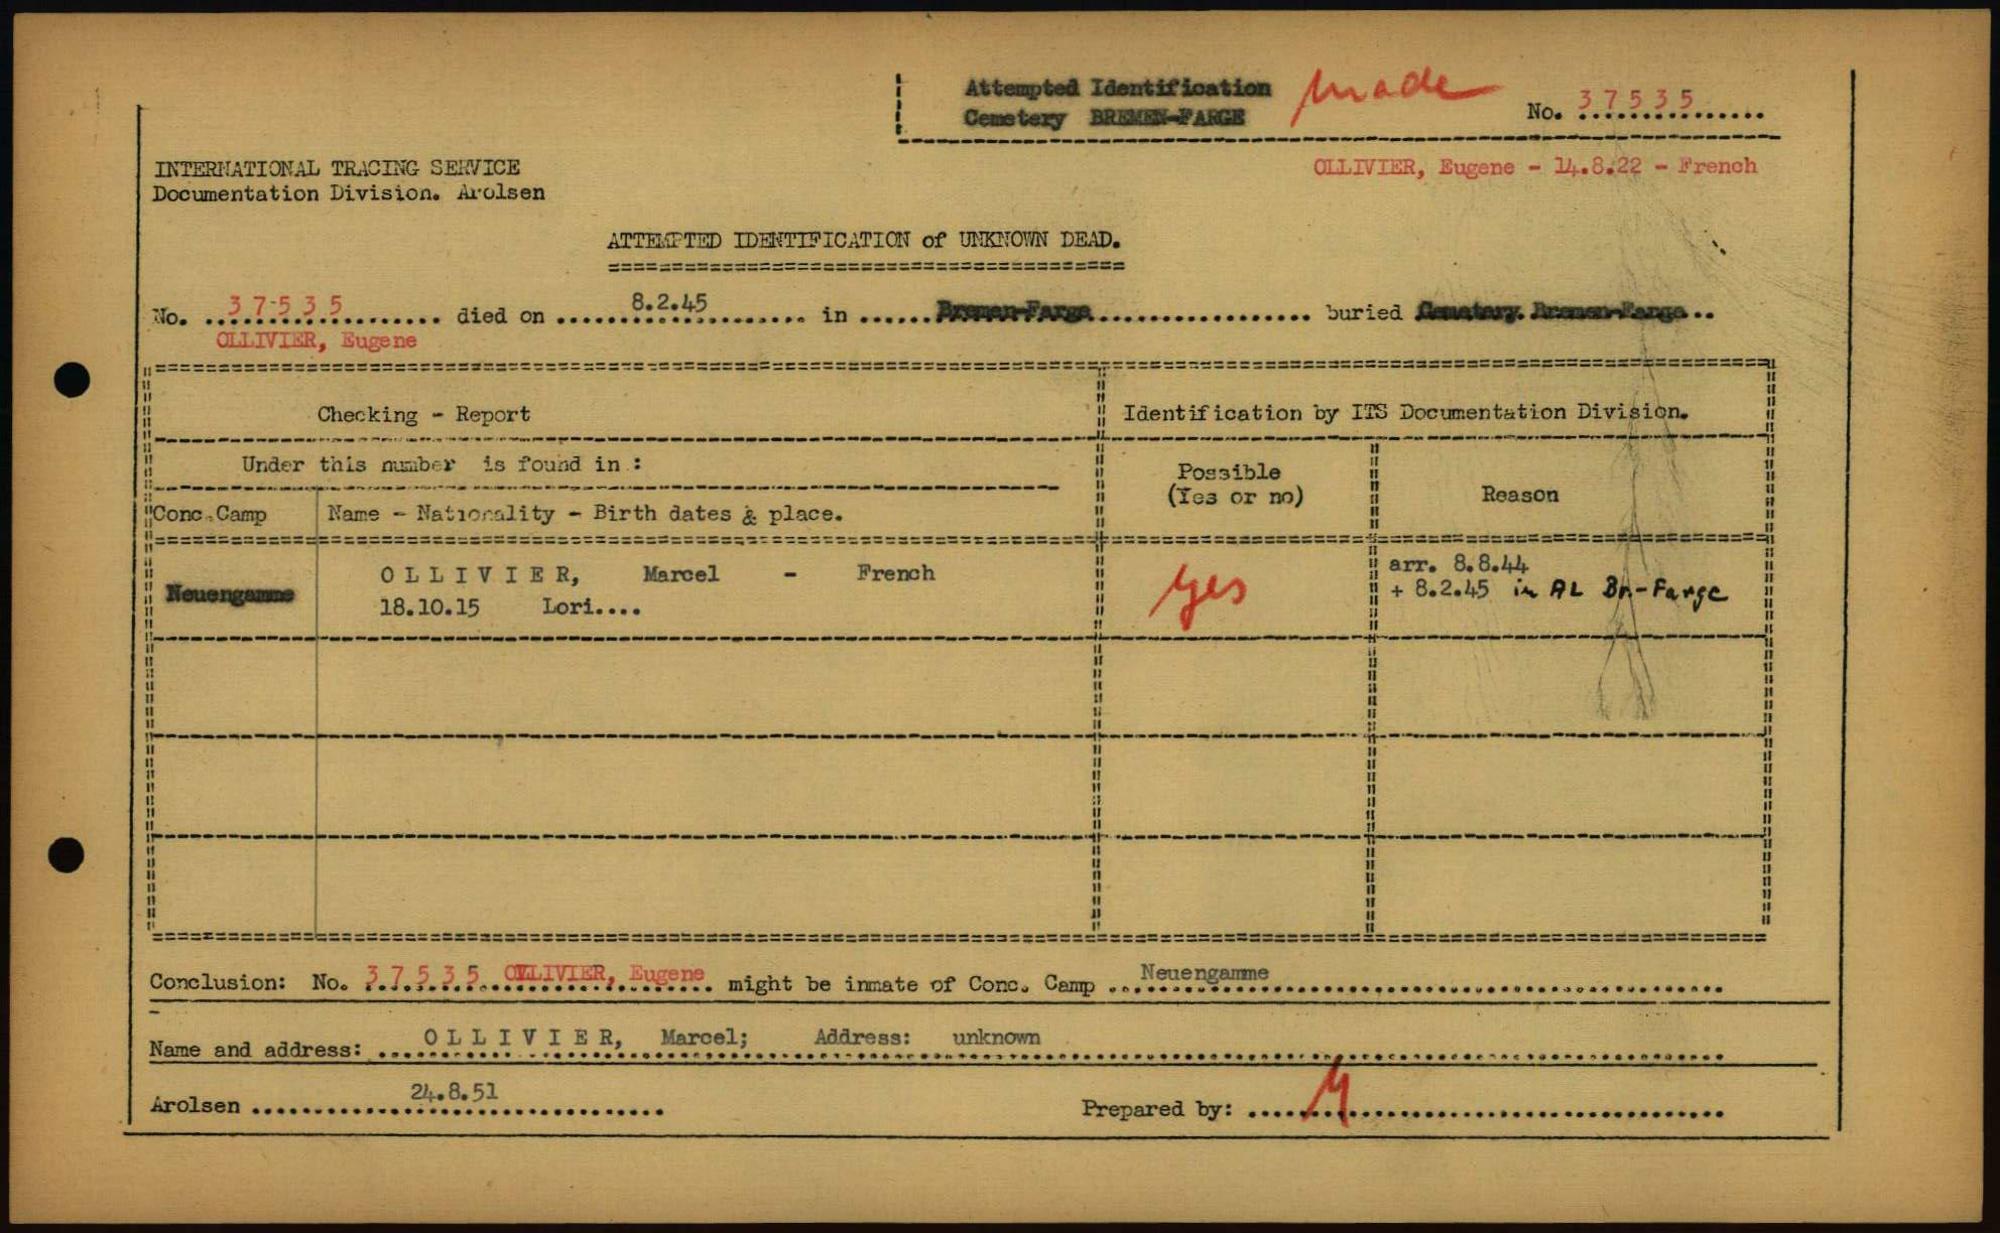 Attempted Identification made
Cemetery BREMEN-FARGE
No. 37535
INTERNATIONAL TRACING SERVICE
Documentation Division. Arolsen
OLLIVIER, Eugene - 14.8.22 - French
ATTEMPTED IDENTIFICATION of UNKNOWN DEAD.
No. 37535 died on 8.2.45 in Bremen-Farge buried Cemetary Bremen-Farge
OLLIVIER, Eugene
Checking - Report
Identification by ITS Documentation Division.
Under this number is found in :
Possible
(Yes or no)
Reason
Conc.Camp
Name - Nationality - Birth dates & place.
Neuengamme
OLLIVIER, Marcel - French
18.10.15 Lori....
yes
arr. 8.8.44
+ 8.2.45 in AL Br.-Farge
Conclusion: No. 37535 OLLIVIER, Eugene might be inmate of Conc. Camp Neuengamme
Name and address: OLLIVIER, Marcel; Address: unknown
Arolsen 24.8.51
Prepared by: